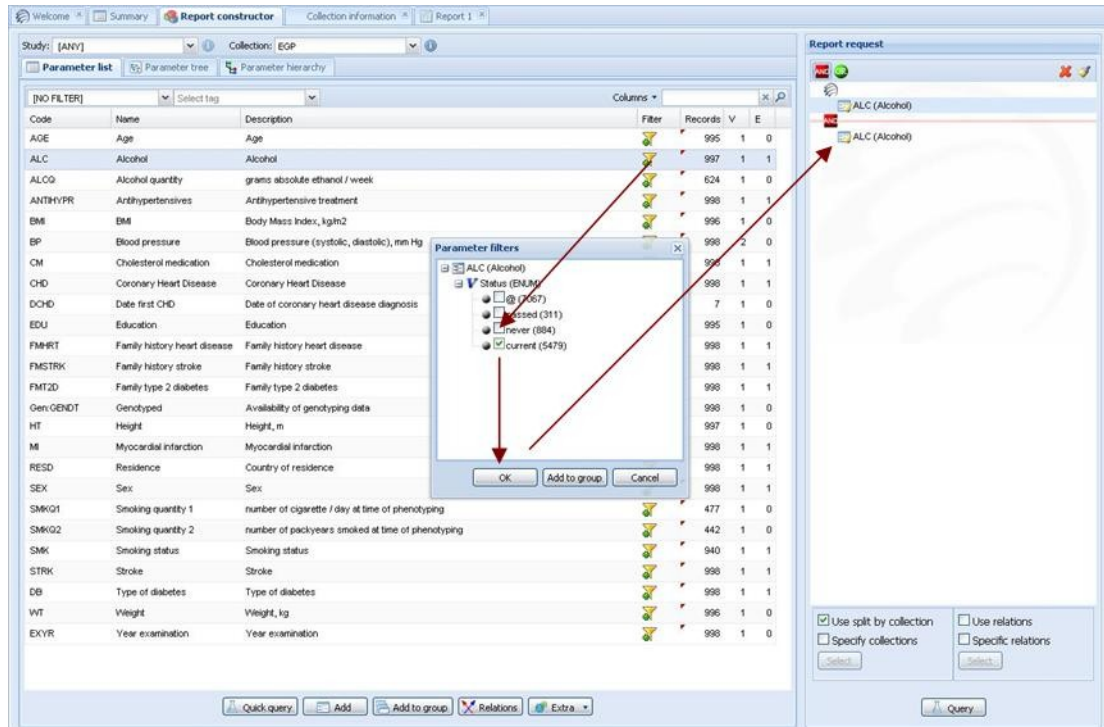 Welcome Summary Report constructor Collection information Report 1
Study: [ANY] Collection: EGP
Parameter list Parameter tree Parameter hierarchy
[NO FILTER] Select tag Columns
Code Name Description Filter Records V E
AGE Age Age 995 1 0
ALC Alcohol Alcohol 997 1 1
ALCQ Alcohol quantity grams absolute ethanol / week 624 1 0
ANTIHYPR Antihypertensives Antihypertensive treatment 998 1 1
BMI BMI Body Mass Index, kg/m2 996 1 0
BP Blood pressure Blood pressure (systolic, diastolic), mm Hg 998 2 0
CM Cholesterol medication Cholesterol medication 998 1 1
CHD Coronary Heart Disease Coronary Heart Disease 998 1 1
DCHD Date first CHD Date of coronary heart disease diagnosis 7 1 0
EDU Education Education 995 1 0
FMHRT Family history heart disease Family history heart disease 998 1 1
FMSTRK Family history stroke Family history stroke 998 1 1
FMT2D Family type 2 diabetes Family type 2 diabetes 998 1 1
Gen:GENDT Genotyped Availability of genotyping data 998 1 0
HT Height Height, m 997 1 0
MI Myocardial infarction Myocardial infarction 998 1 1
RESD Residence Country of residence 998 1 1
SEX Sex Sex 998 1 1
SMKQ1 Smoking quantity 1 number of cigarette / day at time of phenotyping 477 1 0
SMKQ2 Smoking quantity 2 number of packyears smoked at time of phenotyping 442 1 0
SMK Smoking status Smoking status 940 1 1
STRK Stroke Stroke 998 1 1
DB Type of diabetes Type of diabetes 998 1 1
WT Weight Weight, kg 996 1 0
EXYR Year examination Year examination 998 1 0
Quick query Add Add to group Relations Extra
Parameter filters
ALC (Alcohol)
Status (ENUM)
@ (7067)
passed (311)
never (884)
current (5479)
OK Add to group Cancel
Report request
AND
ALC (Alcohol)
AND
ALC (Alcohol)
Use split by collection Use relations
Specify collections Specific relations
Select Select
Query